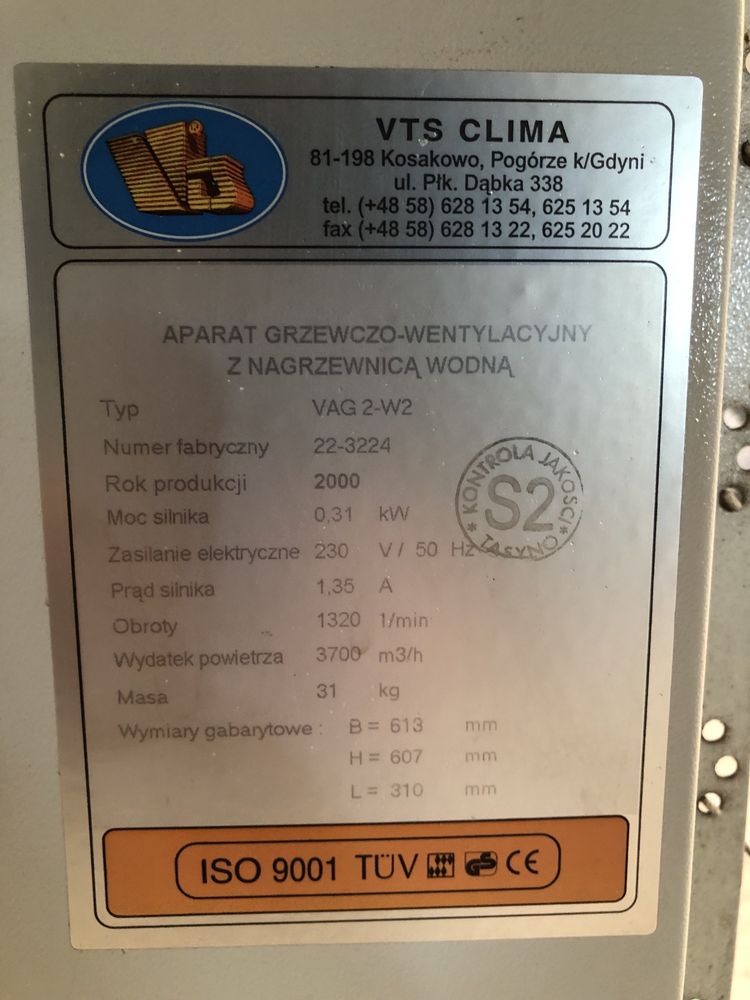 VTS CLIMA
81-198 Kosakowo, Pogórze k/Gdyni
ul. Płk. Dąbka 338
tel. (+48 58) 628 13 54, 625 13 54
fax (+48 58) 628 13 22, 625 20 22
VTS ®
APARAT GRZEWCZO-WENTYLACYJNY
Z NAGRZEWNICĄ WODNĄ
Typ VAG 2-W2
Numer fabryczny 22-3224
Rok produkcji 2000
Moc silnika 0,31 kW
Zasilanie elektryczne 230 V / 50 Hz
Prąd silnika 1,35 A
Obroty 1320 1/min
Wydatek powietrza 3700 m3/h
Masa 31 kg
Wymiary gabarytowe : B = 613 mm
H = 607 mm
L = 310 mm
KONTROLA JAKOŚCI
S2
* TASYNO *
ISO 9001 TÜV GS CE